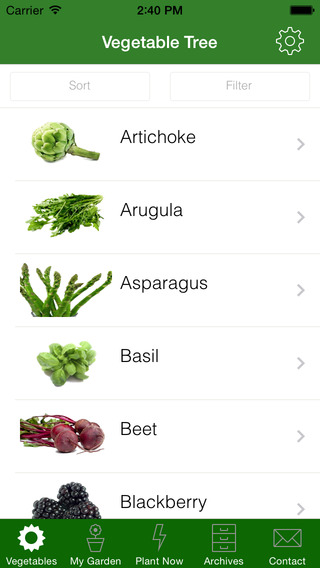 Carrier 2:40 PM
Vegetable Tree
Sort Filter
Artichoke
Arugula
Asparagus
Basil
Beet
Blackberry
Vegetables My Garden Plant Now Archives Contact